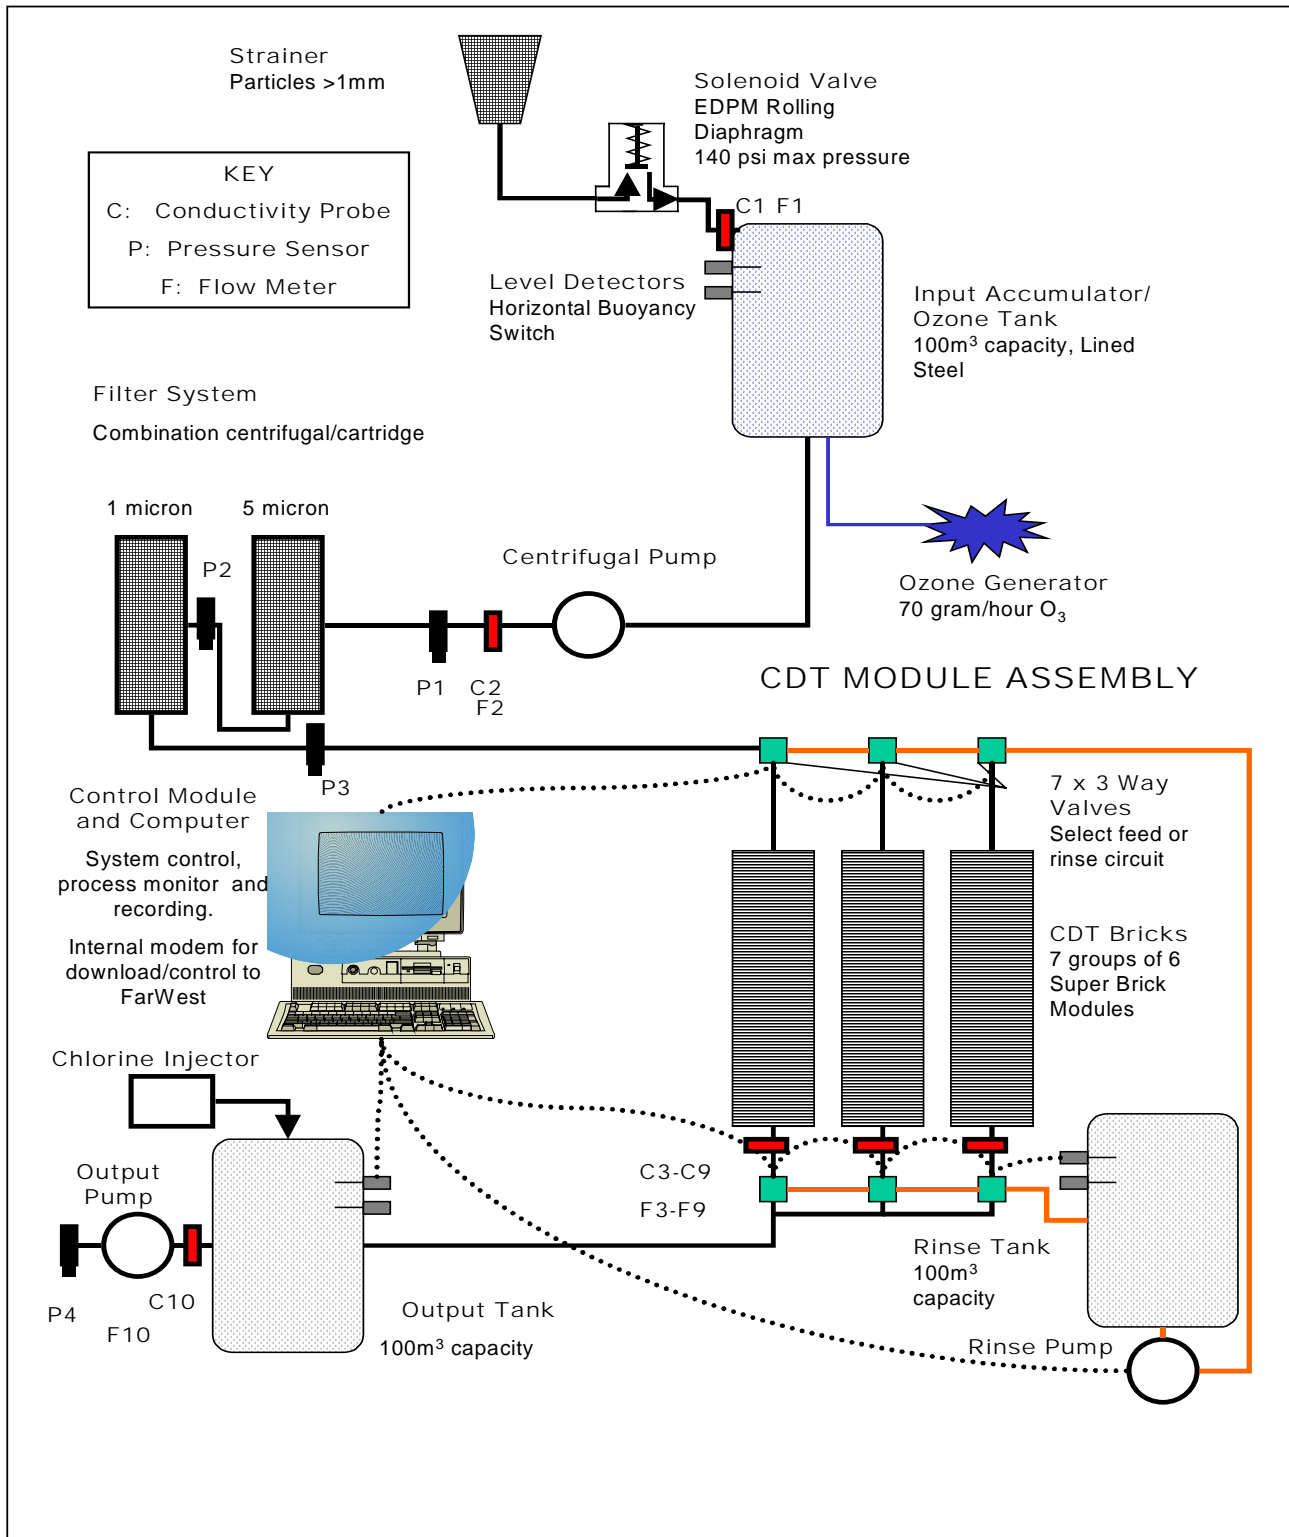 Strainer
Particles >1mm
Solenoid Valve
EDPM Rolling
Diaphragm
140 psi max pressure
KEY
C: Conductivity Probe
P: Pressure Sensor
F: Flow Meter
C1 F1
Level Detectors
Horizontal Buoyancy
Switch
Input Accumulator/
Ozone Tank
100m³ capacity, Lined
Steel
Filter System
Combination centrifugal/cartridge
1 micron
5 micron
P2
Centrifugal Pump
Ozone Generator
70 gram/hour O₃
P1
C2
F2
CDT MODULE ASSEMBLY
P3
Control Module
and Computer
System control,
process monitor and
recording.
Internal modem for
download/control to
FarWest
7 x 3 Way
Valves
Select feed or
rinse circuit
CDT Bricks
7 groups of 6
Super Brick
Modules
Chlorine Injector
Output
Pump
C3-C9
F3-F9
P4
F10
C10
Output Tank
100m³ capacity
Rinse Tank
100m³
capacity
Rinse Pump